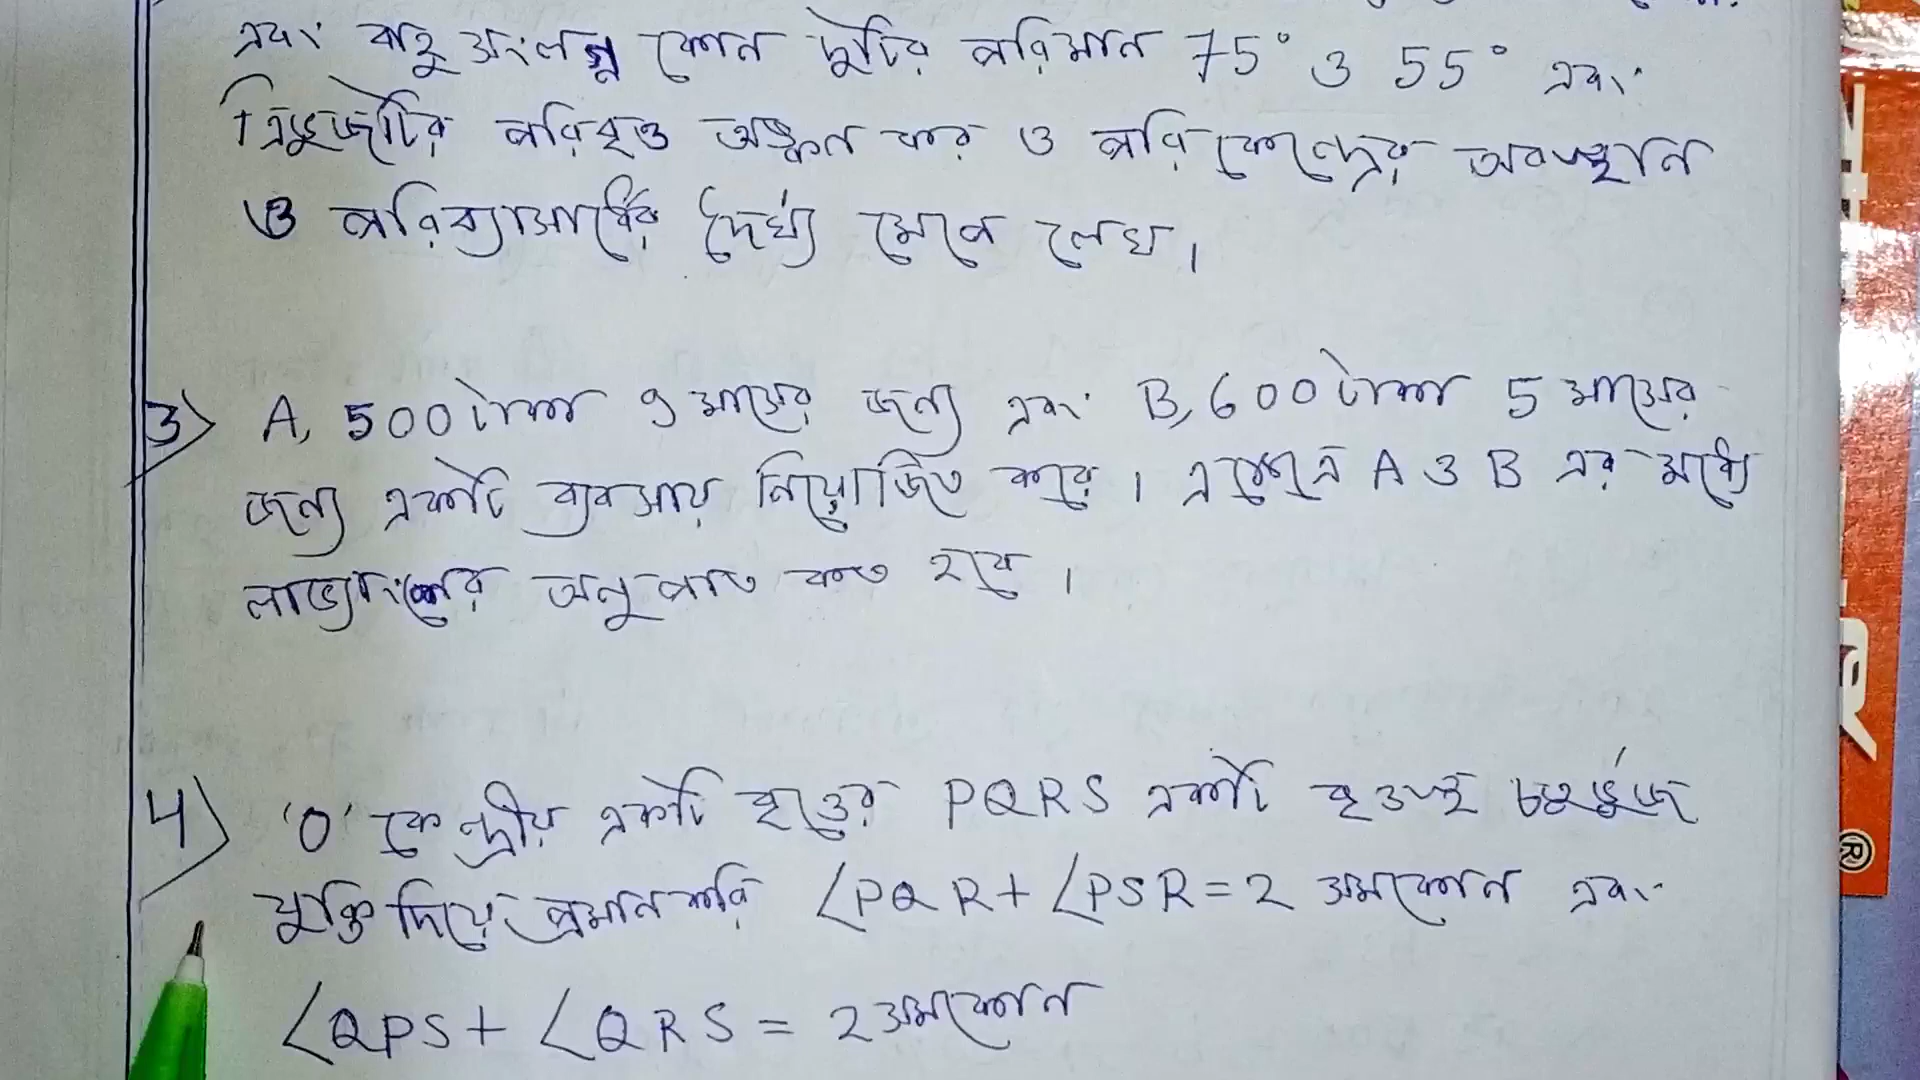 এবং বাহু সংলগ্ন কোন দুটির পরিমান 75° ও 55° এবং
ত্রিভুজটির পরিবৃত্ত অঙ্কন কর ও পরিকেন্দ্রের অবস্থান
ও পরিব্যাসার্ধের দৈর্ঘ্য মেপে লেখ।
3) A, 500 টাকা 9 মাসের জন্য এবং B, 600 টাকা 5 মাসের
জন্য একটি ব্যবসায় নিয়োজিত করে। এক্ষেত্রে A ও B এর মধ্যে
লাভ্যাংশের অনুপাত কত হবে।
4) 'O' কেন্দ্রীয় একটি বৃত্তের PQRS একটি বৃত্তস্থ চতুর্ভুজ
যুক্তি দিয়ে প্রমান করি ∠PQR + ∠PSR = 2 সমকোন এবং
∠QPS + ∠QRS = 2 সমকোন